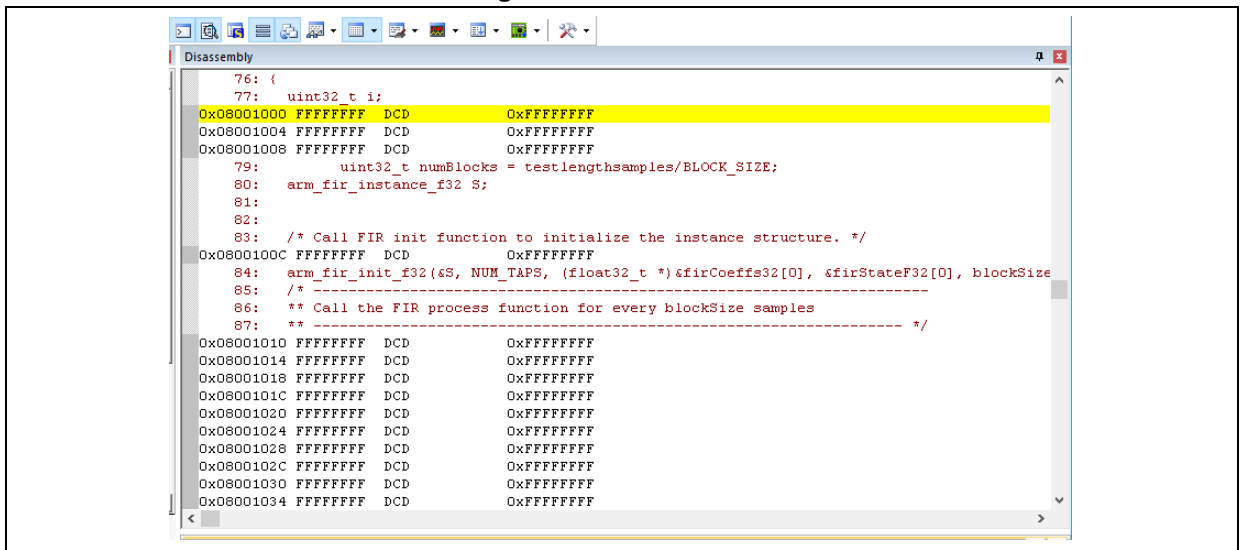 Disassembly
76: {
77: uint32_t i;
0x08001000 FFFFFFFF DCD 0xFFFFFFFF
0x08001004 FFFFFFFF DCD 0xFFFFFFFF
0x08001008 FFFFFFFF DCD 0xFFFFFFFF
79: uint32_t numBlocks = testlengthsamples/BLOCK_SIZE;
80: arm_fir_instance_f32 S;
81:
82:
83: /* Call FIR init function to initialize the instance structure. */
0x0800100C FFFFFFFF DCD 0xFFFFFFFF
84: arm_fir_init_f32(&S, NUM_TAPS, (float32_t *)&firCoeffs32[0], &firStateF32[0], blockSize
85: /* ----------------------------------------------------------------------
86: ** Call the FIR process function for every blockSize samples
87: ** ------------------------------------------------------------------- */
0x08001010 FFFFFFFF DCD 0xFFFFFFFF
0x08001014 FFFFFFFF DCD 0xFFFFFFFF
0x08001018 FFFFFFFF DCD 0xFFFFFFFF
0x0800101C FFFFFFFF DCD 0xFFFFFFFF
0x08001020 FFFFFFFF DCD 0xFFFFFFFF
0x08001024 FFFFFFFF DCD 0xFFFFFFFF
0x08001028 FFFFFFFF DCD 0xFFFFFFFF
0x0800102C FFFFFFFF DCD 0xFFFFFFFF
0x08001030 FFFFFFFF DCD 0xFFFFFFFF
0x08001034 FFFFFFFF DCD 0xFFFFFFFF